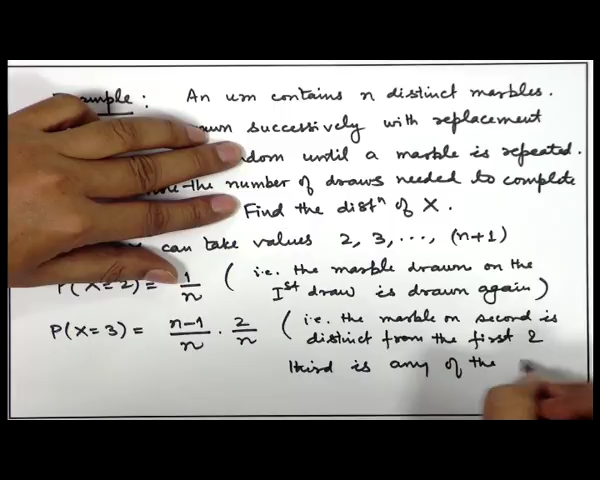 Example : An urn contains n distinct marbles.
successively with replacement
until a marble is repeated.
the number of draws needed to complete
Find the distⁿ of X.
can take values 2, 3, ..., (n+1)
P(X=2) = 1/n ( i.e. the marble drawn on the
Iˢᵗ draw is drawn again )
P(X=3) = n-1/n . 2/n ( i.e. the marble on second is
distinct from the first &
third is any of the